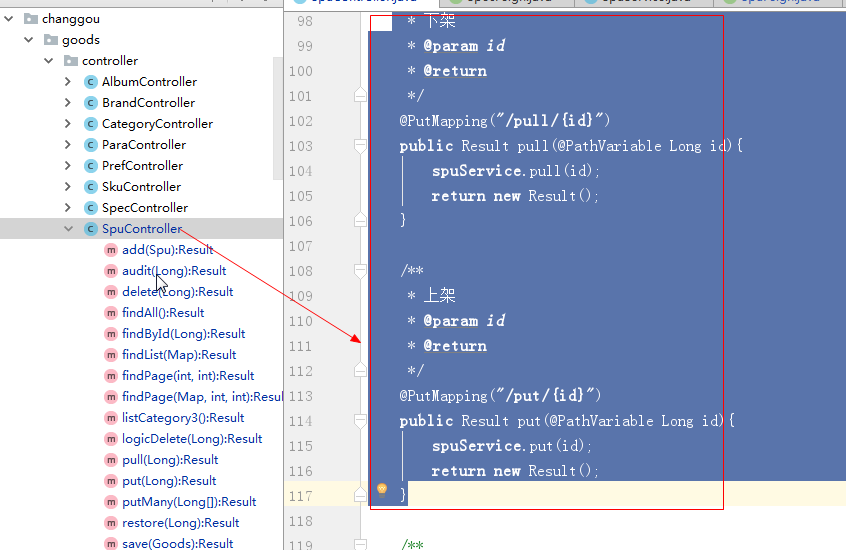 changgou
goods
controller
AlbumController
BrandController
CategoryController
ParaController
PrefController
SkuController
SpecController
SpuController
add(Spu):Result
audit(Long):Result
delete(Long):Result
findAll():Result
findById(Long):Result
findList(Map):Result
findPage(int, int):Result
findPage(Map, int, int):Resul
listCategory3():Result
logicDelete(Long):Result
pull(Long):Result
put(Long):Result
putMany(Long[]):Result
restore(Long):Result
save(Goods):Result
98 * 下架
99 * @param id
100 * @return
101 */
102 @PutMapping("/pull/{id}")
103 public Result pull(@PathVariable Long id){
104 spuService.pull(id);
105 return new Result();
106 }
107
108 /**
109 * 上架
110 * @param id
111 * @return
112 */
113 @PutMapping("/put/{id}")
114 public Result put(@PathVariable Long id){
115 spuService.put(id);
116 return new Result();
117 }
118
119 /**